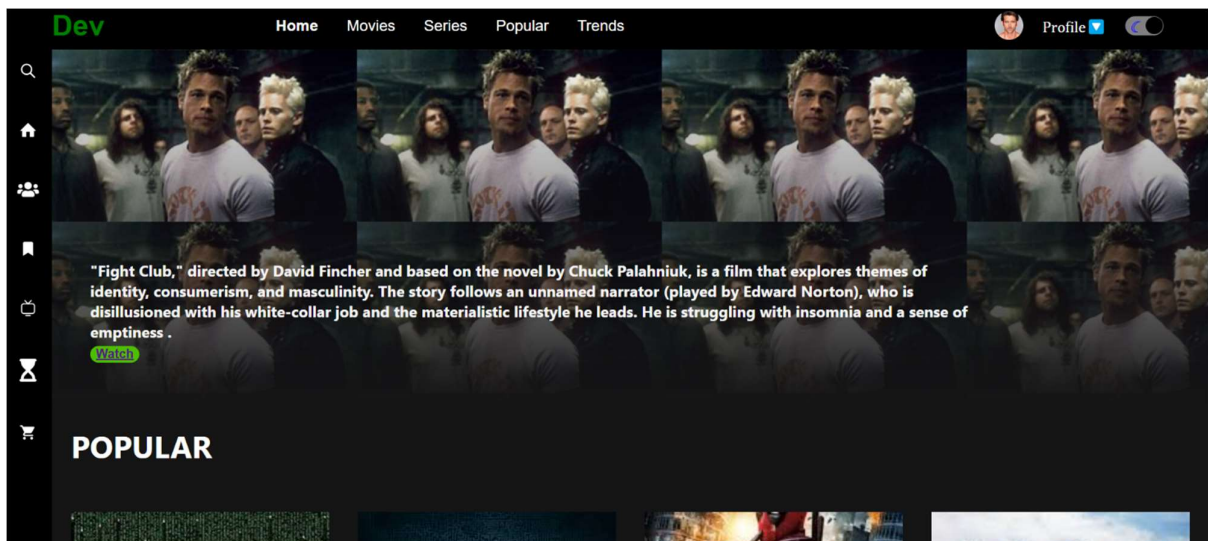 Dev
Home Movies Series Popular Trends
Profile
"Fight Club," directed by David Fincher and based on the novel by Chuck Palahniuk, is a film that explores themes of
identity, consumerism, and masculinity. The story follows an unnamed narrator (played by Edward Norton), who is
disillusioned with his white-collar job and the materialistic lifestyle he leads. He is struggling with insomnia and a sense of
emptiness .
Watch
POPULAR